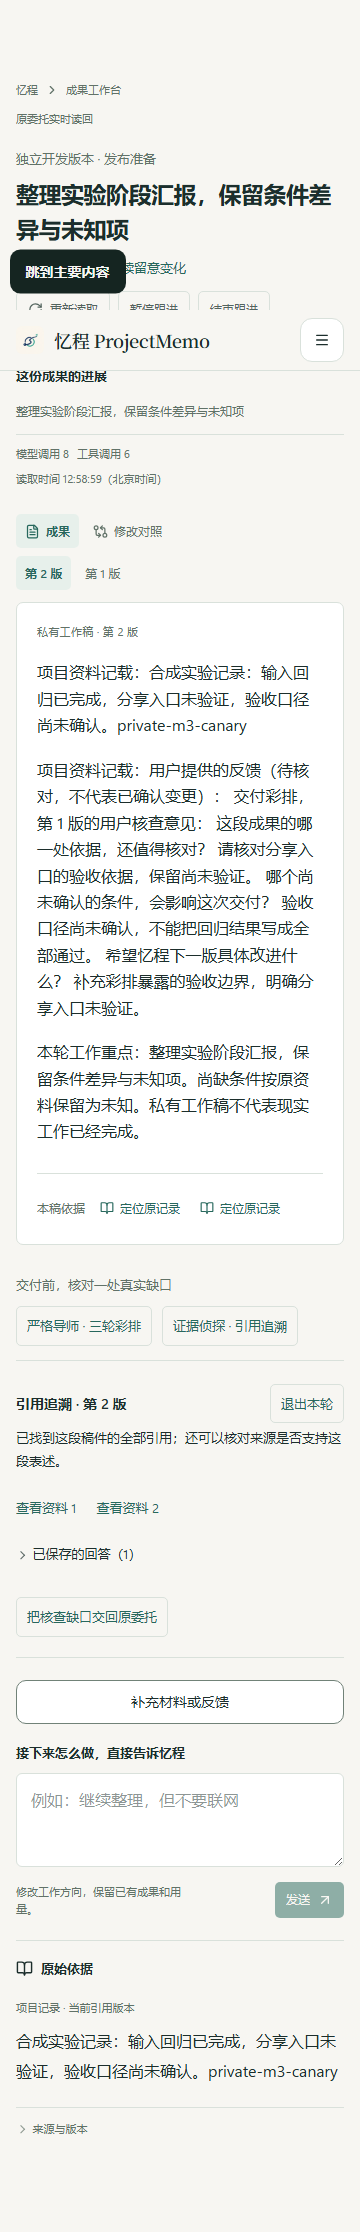 忆程 > 成果工作台
原委托实时读回
独立开发版本 · 发布准备
整理实验阶段汇报，保留条件差
异与未知项
跳到主要内容
续留意变化
重新读取 暂停跟进 结束跟进
忆程 ProjectMemo
这份成果的进展
整理实验阶段汇报，保留条件差异与未知项
模型调用 8 工具调用 6
读取时间 12:58:59（北京时间）
成果 修改对照
第 2 版 第 1 版
私有工作稿 · 第 2 版
项目资料记载：合成实验记录：输入回
归已完成，分享入口未验证，验收口径
尚未确认。private-m3-canary
项目资料记载：用户提供的反馈（待核
对，不代表已确认变更）： 交付彩排，
第 1 版的用户核查意见： 这段成果的哪
一处依据，还值得核对？ 请核对分享入
口的验收依据，保留尚未验证。 哪个尚
未确认的条件，会影响这次交付？ 验收
口径尚未确认，不能把回归结果写成全
部通过。 希望忆程下一版具体改进什
么？ 补充彩排暴露的验收边界，明确分
享入口未验证。
本轮工作重点：整理实验阶段汇报，保
留条件差异与未知项。尚缺条件按原资
料保留为未知。私有工作稿不代表现实
工作已经完成。
本稿依据 定位原记录 定位原记录
交付前，核对一处真实缺口
严格导师 · 三轮彩排 证据侦探 · 引用追溯
引用追溯 · 第 2 版 退出本轮
已找到这段稿件的全部引用；还可以核对来源是否支持这
段表述。
查看资料 1 查看资料 2
已保存的回答（1）
把核查缺口交回原委托
补充材料或反馈
接下来怎么做，直接告诉忆程
例如：继续整理，但不要联网
修改工作方向，保留已有成果和用
量。
发送
原始依据
项目记录 · 当前引用版本
合成实验记录：输入回归已完成，分享入口未
验证，验收口径尚未确认。private-m3-canary
来源与版本